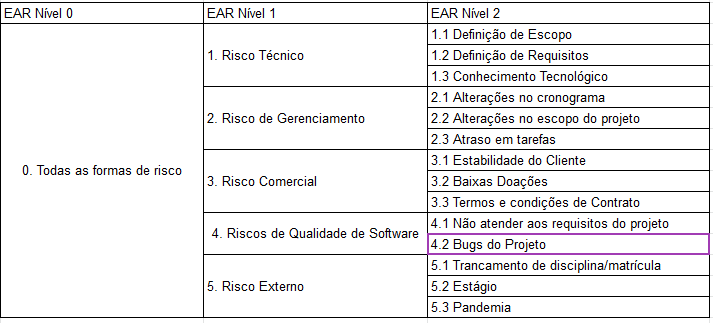 EAR Nível 0
EAR Nível 1
EAR Nível 2
0. Todas as formas de risco
1. Risco Técnico
1.1 Definição de Escopo
1.2 Definição de Requisitos
1.3 Conhecimento Tecnológico
2. Risco de Gerenciamento
2.1 Alterações no cronograma
2.2 Alterações no escopo do projeto
2.3 Atraso em tarefas
3. Risco Comercial
3.1 Estabilidade do Cliente
3.2 Baixas Doações
3.3 Termos e condições de Contrato
4. Riscos de Qualidade de Software
4.1 Não atender aos requisitos do projeto
4.2 Bugs do Projeto
5. Risco Externo
5.1 Trancamento de disciplina/matrícula
5.2 Estágio
5.3 Pandemia